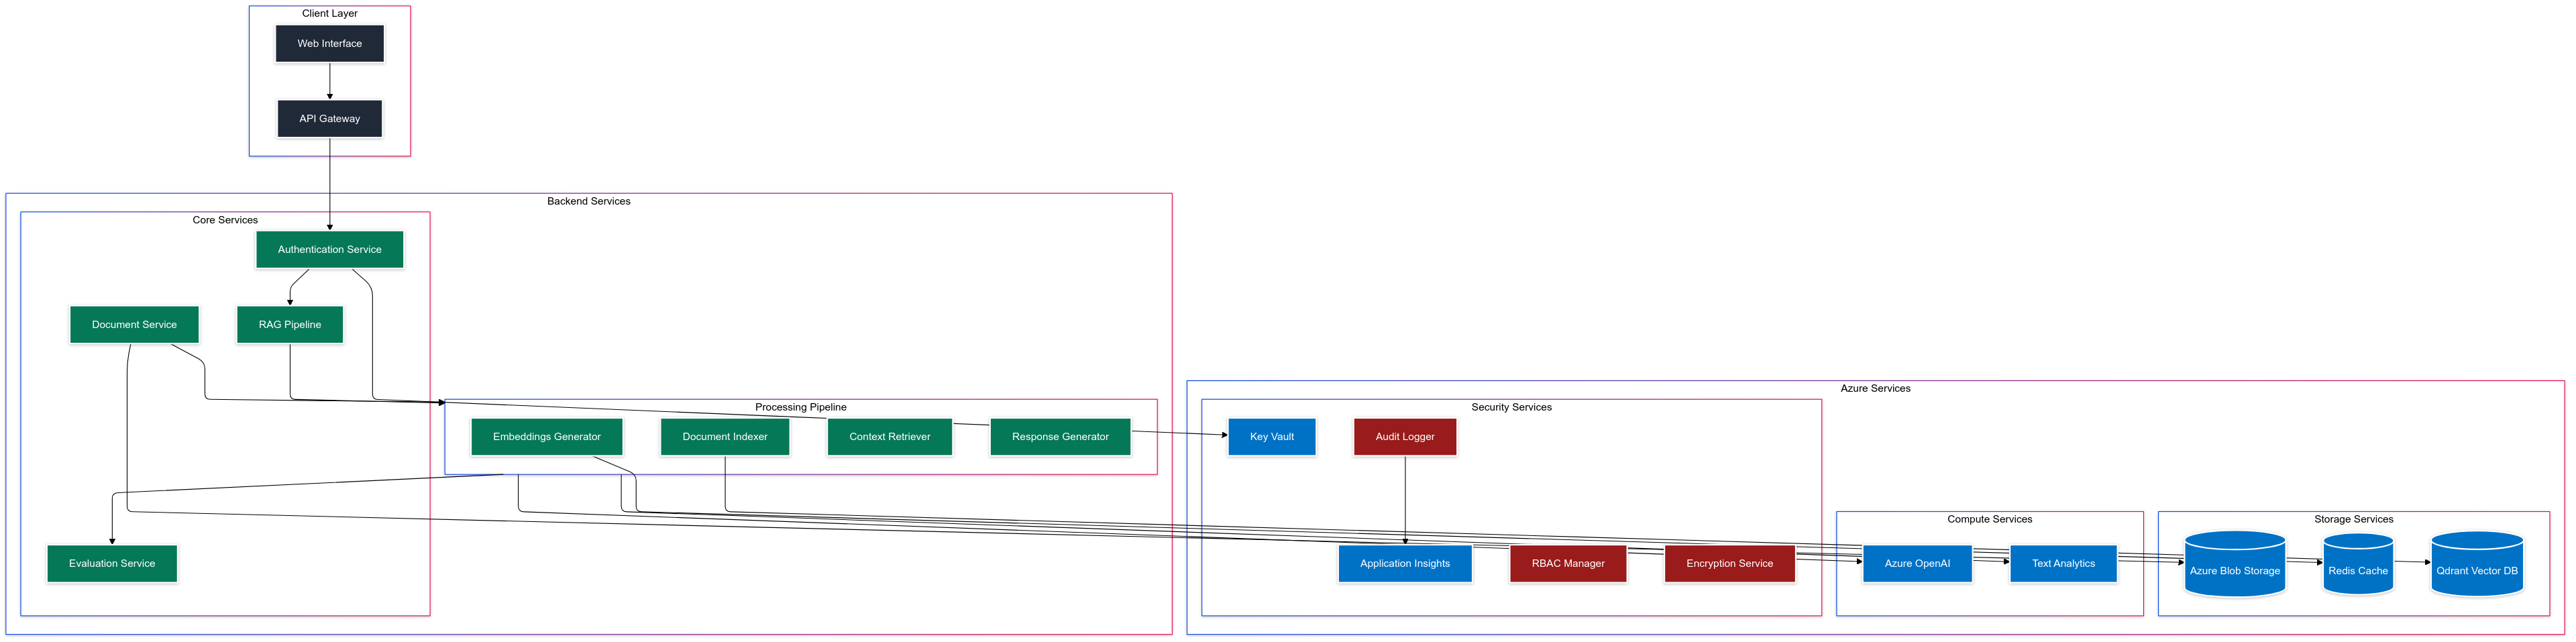 Client Layer
Web Interface
API Gateway
Backend Services
Core Services
Authentication Service
Document Service
RAG Pipeline
Processing Pipeline
Embeddings Generator
Document Indexer
Context Retriever
Response Generator
Evaluation Service
Azure Services
Security Services
Key Vault
Audit Logger
Application Insights
RBAC Manager
Encryption Service
Compute Services
Azure OpenAI
Text Analytics
Storage Services
Azure Blob Storage
Redis Cache
Qdrant Vector DB